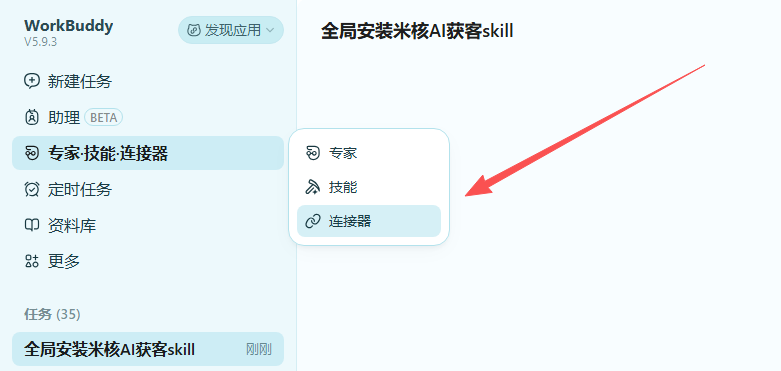 WorkBuddy
V5.9.3
发现应用
新建任务
助理 BETA
专家·技能·连接器
定时任务
资料库
更多
任务 (35)
全局安装米核AI获客skill 刚刚
专家
技能
连接器
全局安装米核AI获客skill